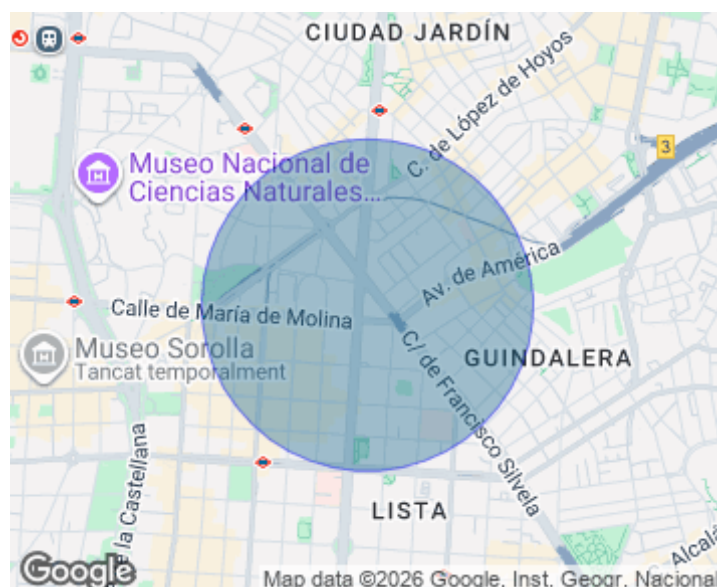 CIUDAD JARDÍN
C. de López de Hoyos
3
Museo Nacional de
Ciencias Naturales....
Av. de América
Calle de María de Molina
Museo Sorolla
Tancat temporalment
C/ de Francisco Silvela
GUINDALERA
la Castellana
LISTA
Alcalá
Google
Map data ©2026 Google, Inst. Geogr. Nacional